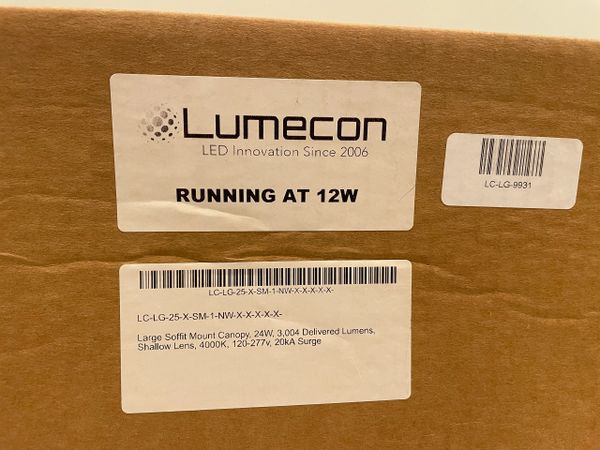 Lumecon
LED Innovation Since 2006
RUNNING AT 12W
LC-LG-9931
LC-LG-25-X-SM-1-NW-X-X-X-X-X-
LC-LG-25-X-SM-1-NW-X-X-X-X-X-
Large Soffit Mount Canopy, 24W, 3,004 Delivered Lumens,
Shallow Lens, 4000K, 120-277v, 20kA Surge